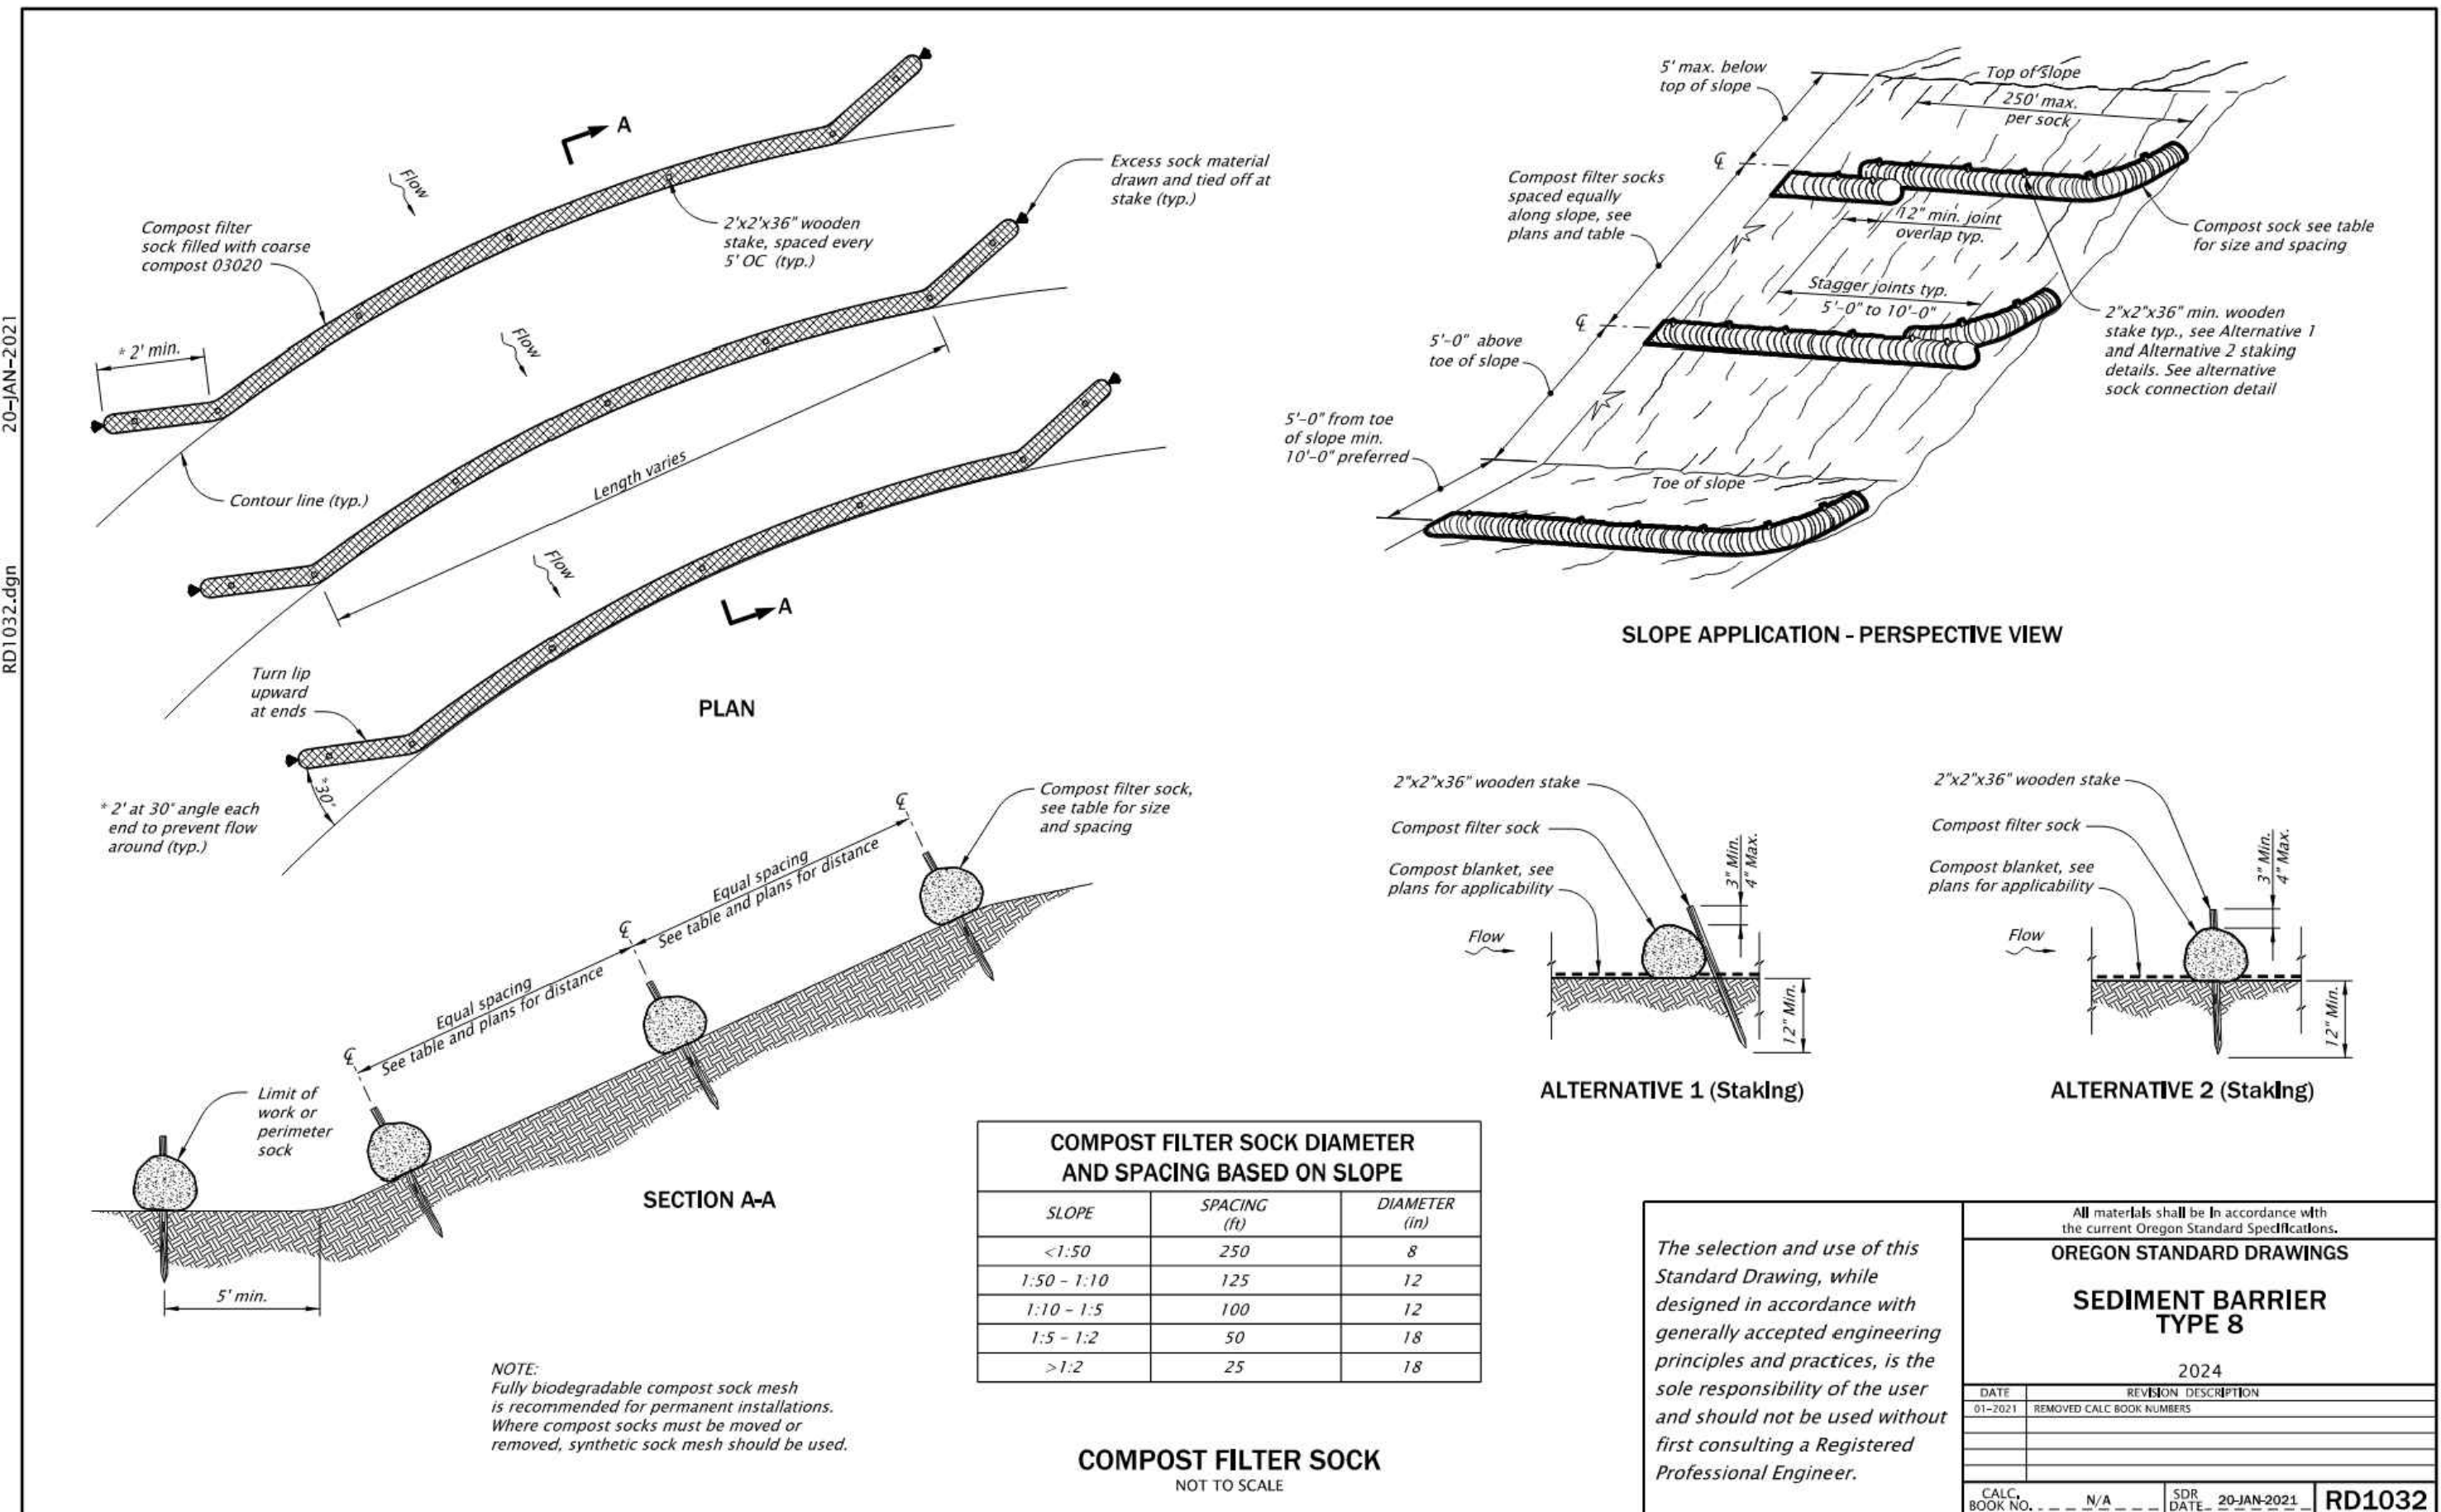 RD1032.dgn 20-JAN-2021
A
Flow
Compost filter
sock filled with coarse
compost 03020
2'x2'x36" wooden
stake, spaced every
5' OC (typ.)
Excess sock material
drawn and tied off at
stake (typ.)
* 2' min.
Flow
Contour line (typ.)
Length varies
Flow
A
Turn lip
upward
at ends
PLAN
*30°
* 2' at 30° angle each
end to prevent flow
around (typ.)
5' max. below
top of slope
Top of slope
250' max.
per sock
℄
Compost filter socks
spaced equally
along slope, see
plans and table
12" min. joint
overlap typ.
Compost sock see table
for size and spacing
Stagger joints typ.
5'-0" to 10'-0"
℄
2"x2"x36" min. wooden
stake typ., see Alternative 1
and Alternative 2 staking
details. See alternative
sock connection detail
5'-0" above
toe of slope
5'-0" from toe
of slope min.
10'-0" preferred
Toe of slope
SLOPE APPLICATION - PERSPECTIVE VIEW
℄
Compost filter sock,
see table for size
and spacing
Equal spacing
See table and plans for distance
℄
Equal spacing
See table and plans for distance
℄
Limit of
work or
perimeter
sock
5' min.
SECTION A-A
2"x2"x36" wooden stake
Compost filter sock
Compost blanket, see
plans for applicability
3" Min.
4" Max.
Flow
12" Min.
ALTERNATIVE 1 (Staking)
2"x2"x36" wooden stake
Compost filter sock
Compost blanket, see
plans for applicability
3" Min.
4" Max.
Flow
12" Min.
ALTERNATIVE 2 (Staking)
COMPOST FILTER SOCK DIAMETER
AND SPACING BASED ON SLOPE
SLOPE SPACING (ft) DIAMETER (in)
<1:50 250 8
1:50 - 1:10 125 12
1:10 - 1:5 100 12
1:5 - 1:2 50 18
>1:2 25 18
NOTE:
Fully biodegradable compost sock mesh
is recommended for permanent installations.
Where compost socks must be moved or
removed, synthetic sock mesh should be used.
COMPOST FILTER SOCK
NOT TO SCALE
The selection and use of this
Standard Drawing, while
designed in accordance with
generally accepted engineering
principles and practices, is the
sole responsibility of the user
and should not be used without
first consulting a Registered
Professional Engineer.
All materials shall be in accordance with
the current Oregon Standard Specifications.
OREGON STANDARD DRAWINGS
SEDIMENT BARRIER
TYPE 8
2024
DATE REVISION DESCRIPTION
01-2021 REMOVED CALC BOOK NUMBERS
CALC. BOOK NO. N/A SDR DATE 20-JAN-2021 RD1032